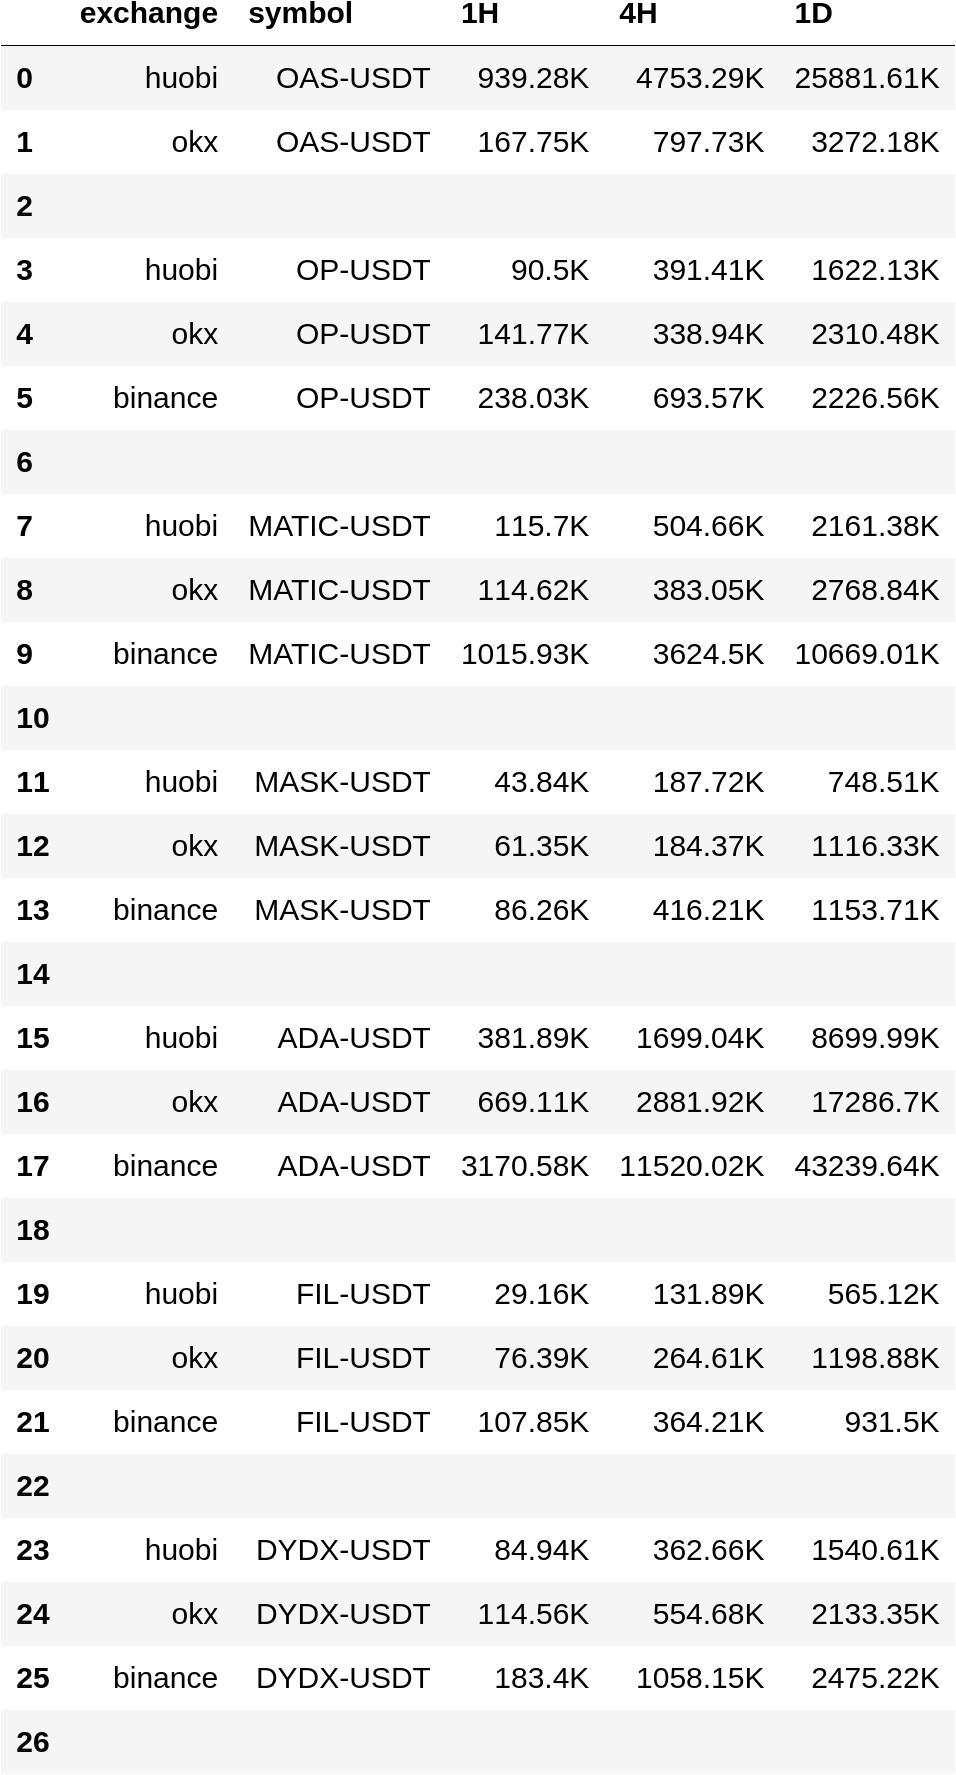 exchange symbol 1H 4H 1D
0 huobi OAS-USDT 939.28K 4753.29K 25881.61K
1 okx OAS-USDT 167.75K 797.73K 3272.18K
2
3 huobi OP-USDT 90.5K 391.41K 1622.13K
4 okx OP-USDT 141.77K 338.94K 2310.48K
5 binance OP-USDT 238.03K 693.57K 2226.56K
6
7 huobi MATIC-USDT 115.7K 504.66K 2161.38K
8 okx MATIC-USDT 114.62K 383.05K 2768.84K
9 binance MATIC-USDT 1015.93K 3624.5K 10669.01K
10
11 huobi MASK-USDT 43.84K 187.72K 748.51K
12 okx MASK-USDT 61.35K 184.37K 1116.33K
13 binance MASK-USDT 86.26K 416.21K 1153.71K
14
15 huobi ADA-USDT 381.89K 1699.04K 8699.99K
16 okx ADA-USDT 669.11K 2881.92K 17286.7K
17 binance ADA-USDT 3170.58K 11520.02K 43239.64K
18
19 huobi FIL-USDT 29.16K 131.89K 565.12K
20 okx FIL-USDT 76.39K 264.61K 1198.88K
21 binance FIL-USDT 107.85K 364.21K 931.5K
22
23 huobi DYDX-USDT 84.94K 362.66K 1540.61K
24 okx DYDX-USDT 114.56K 554.68K 2133.35K
25 binance DYDX-USDT 183.4K 1058.15K 2475.22K
26